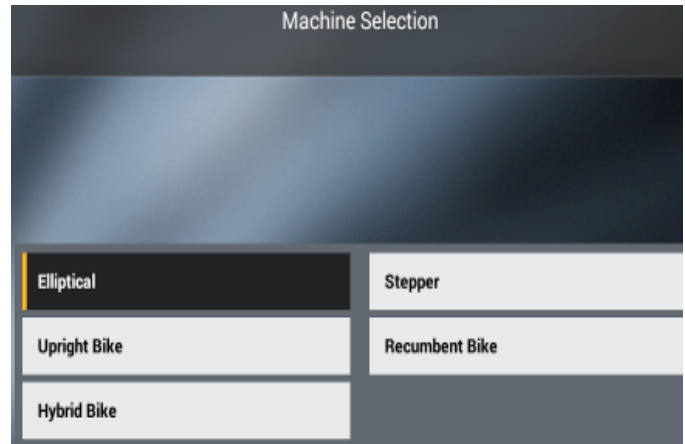 Machine Selection
Elliptical
Stepper
Upright Bike
Recumbent Bike
Hybrid Bike